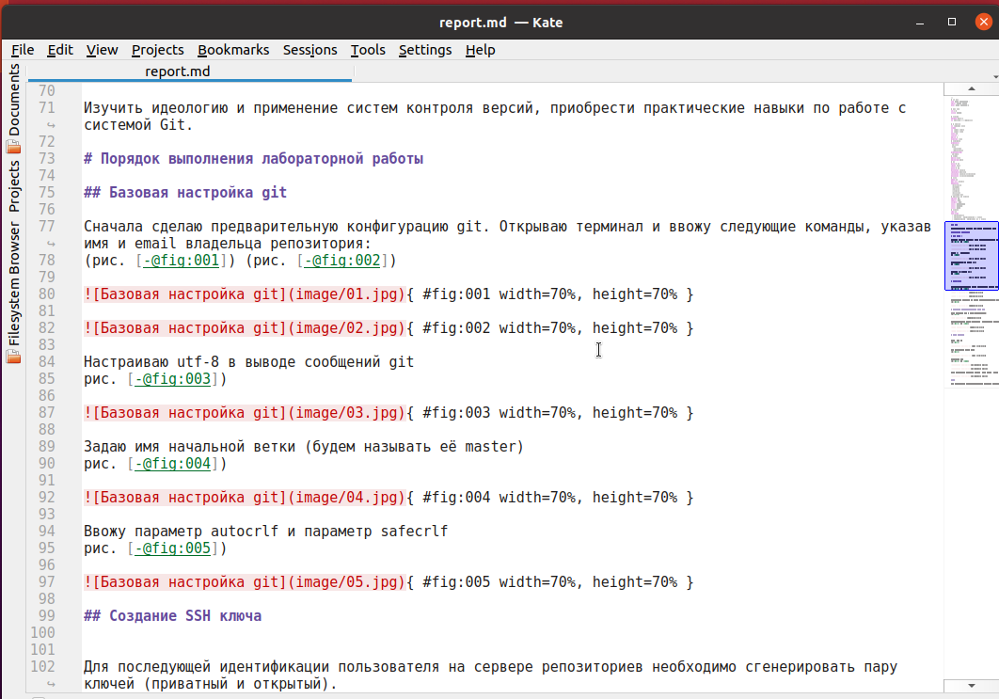 report.md — Kate
File Edit View Projects Bookmarks Sessions Tools Settings Help
report.md
Documents
Projects
Filesystem Browser
70
71 Изучить идеологию и применение систем контроля версий, приобрести практические навыки по работе с
системой Git.
72
73 # Порядок выполнения лабораторной работы
74
75 ## Базовая настройка git
76
77 Сначала сделаю предварительную конфигурацию git. Открываю терминал и ввожу следующие команды, указав
имя и email владельца репозитория:
78 (рис. [-@fig:001]) (рис. [-@fig:002])
79
80 ![Базовая настройка git](image/01.jpg){ #fig:001 width=70%, height=70% }
81
82 ![Базовая настройка git](image/02.jpg){ #fig:002 width=70%, height=70% }
83
84 Настраиваю utf-8 в выводе сообщений git
85 рис. [-@fig:003])
86
87 ![Базовая настройка git](image/03.jpg){ #fig:003 width=70%, height=70% }
88
89 Задаю имя начальной ветки (будем называть её master)
90 рис. [-@fig:004])
91
92 ![Базовая настройка git](image/04.jpg){ #fig:004 width=70%, height=70% }
93
94 Ввожу параметр autocrlf и параметр safecrlf
95 рис. [-@fig:005])
96
97 ![Базовая настройка git](image/05.jpg){ #fig:005 width=70%, height=70% }
98
99 ## Создание SSH ключа
100
101
102 Для последующей идентификации пользователя на сервере репозиториев необходимо сгенерировать пару
ключей (приватный и открытый).